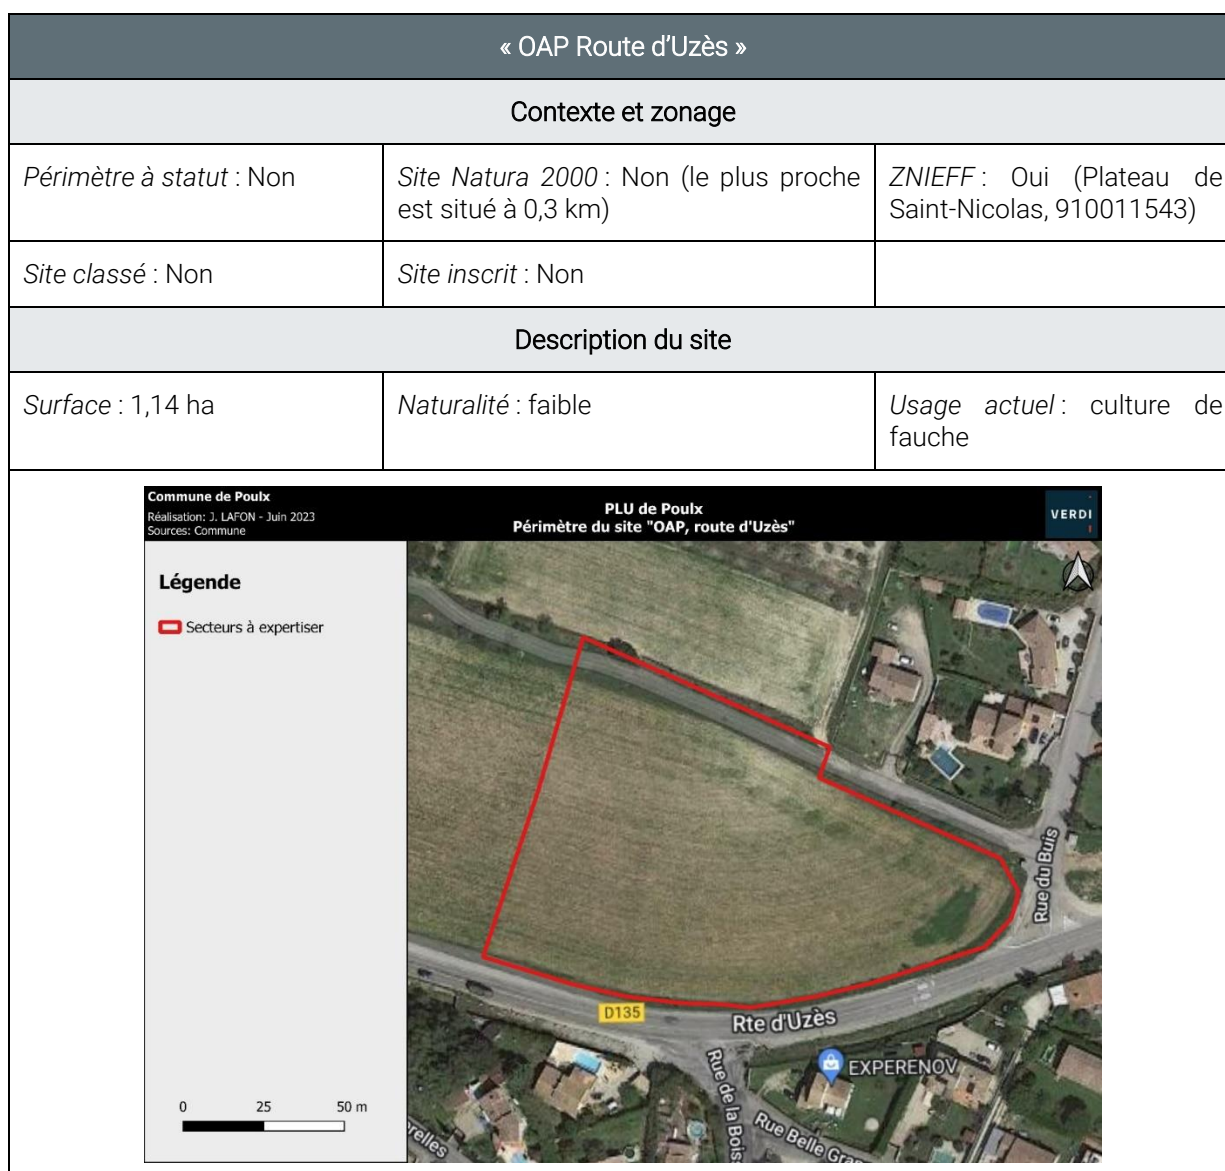 « OAP Route d’Uzès »
Contexte et zonage
Périmètre à statut : Non
Site Natura 2000 : Non (le plus proche
est situé à 0,3 km)
ZNIEFF : Oui (Plateau de
Saint-Nicolas, 910011543)
Site classé : Non
Site inscrit : Non
Description du site
Surface : 1,14 ha
Naturalité : faible
Usage actuel : culture de
fauche
Commune de Poulx
Réalisation: J. LAFON - Juin 2023
Sources: Commune
PLU de Poulx
Périmètre du site "OAP, route d'Uzès"
VERDI
Légende
Secteurs à expertiser
Rue du Buis
D135
Rte d'Uzès
EXPERENOV
Rue de la Bois
Rue Belle Gra
relles
0 25 50 m